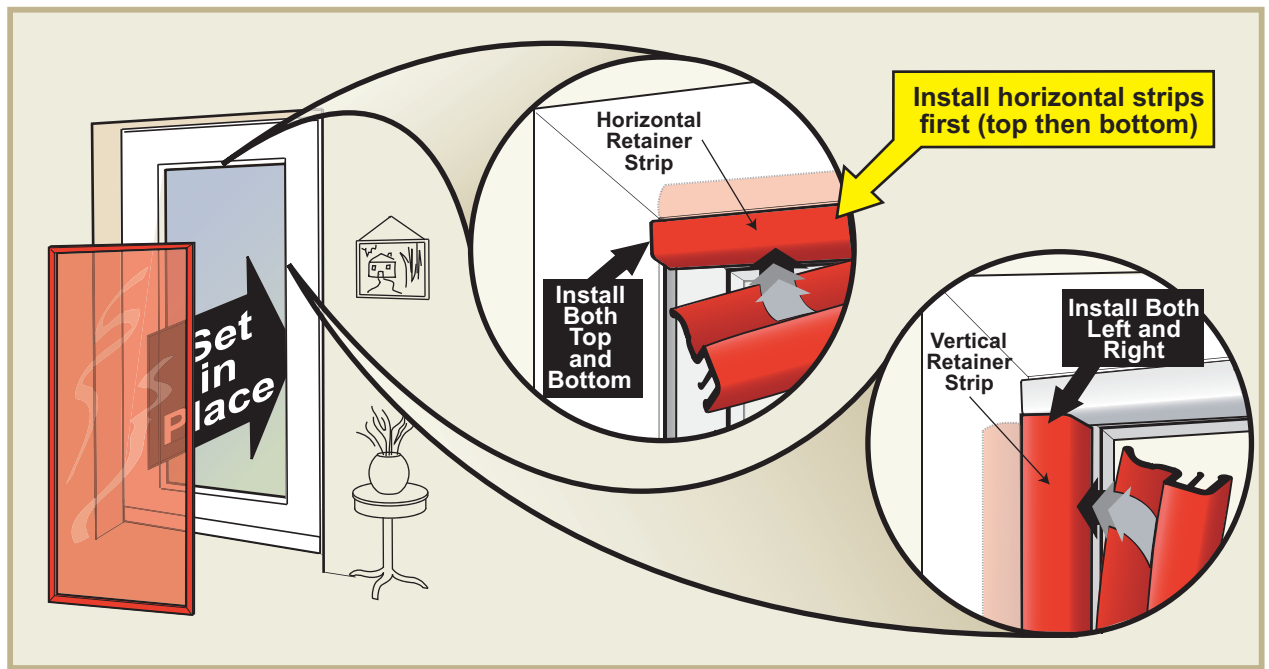 Install horizontal strips
first (top then bottom)
Horizontal
Retainer
Strip
Install
Both
Top
and
Bottom
Set
in
Place
Install Both
Left and
Right
Vertical
Retainer
Strip